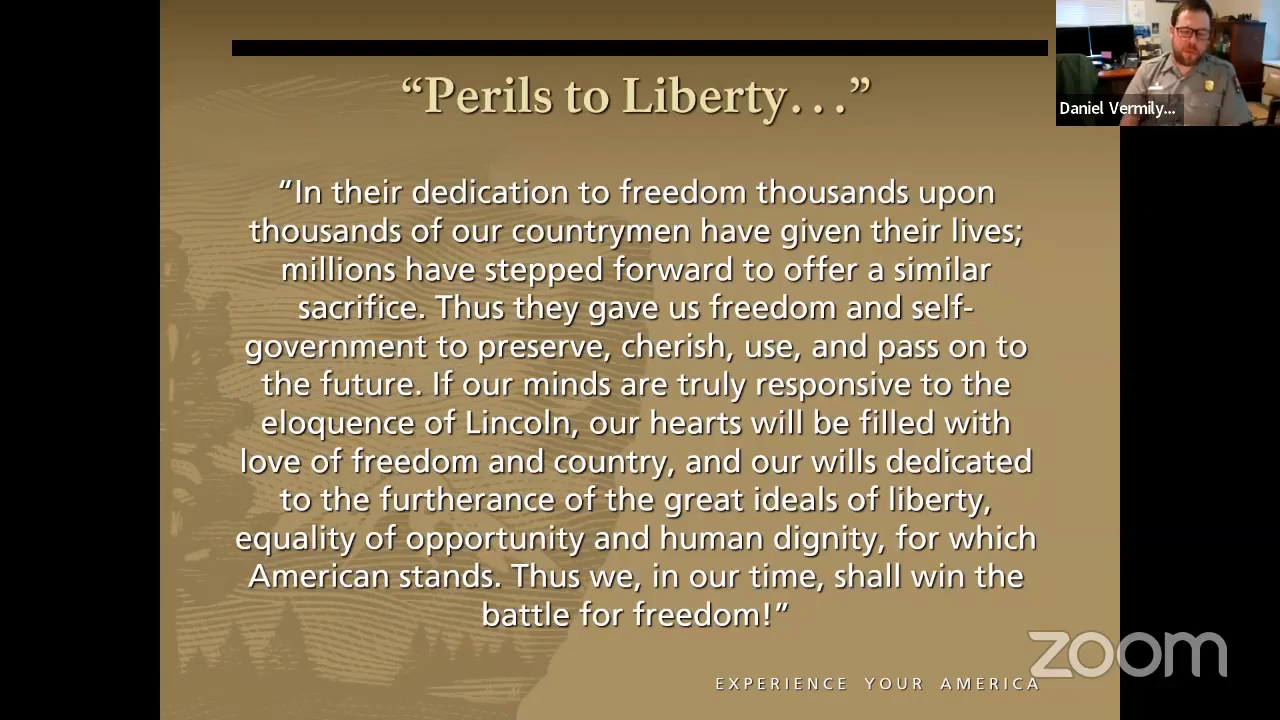 “Perils to Liberty...”
“In their dedication to freedom thousands upon
thousands of our countrymen have given their lives;
millions have stepped forward to offer a similar
sacrifice. Thus they gave us freedom and self-
government to preserve, cherish, use, and pass on to
the future. If our minds are truly responsive to the
eloquence of Lincoln, our hearts will be filled with
love of freedom and country, and our wills dedicated
to the furtherance of the great ideals of liberty,
equality of opportunity and human dignity, for which
American stands. Thus we, in our time, shall win the
battle for freedom!”
EXPERIENCE YOUR AMERICA
Daniel Vermily...
zoom